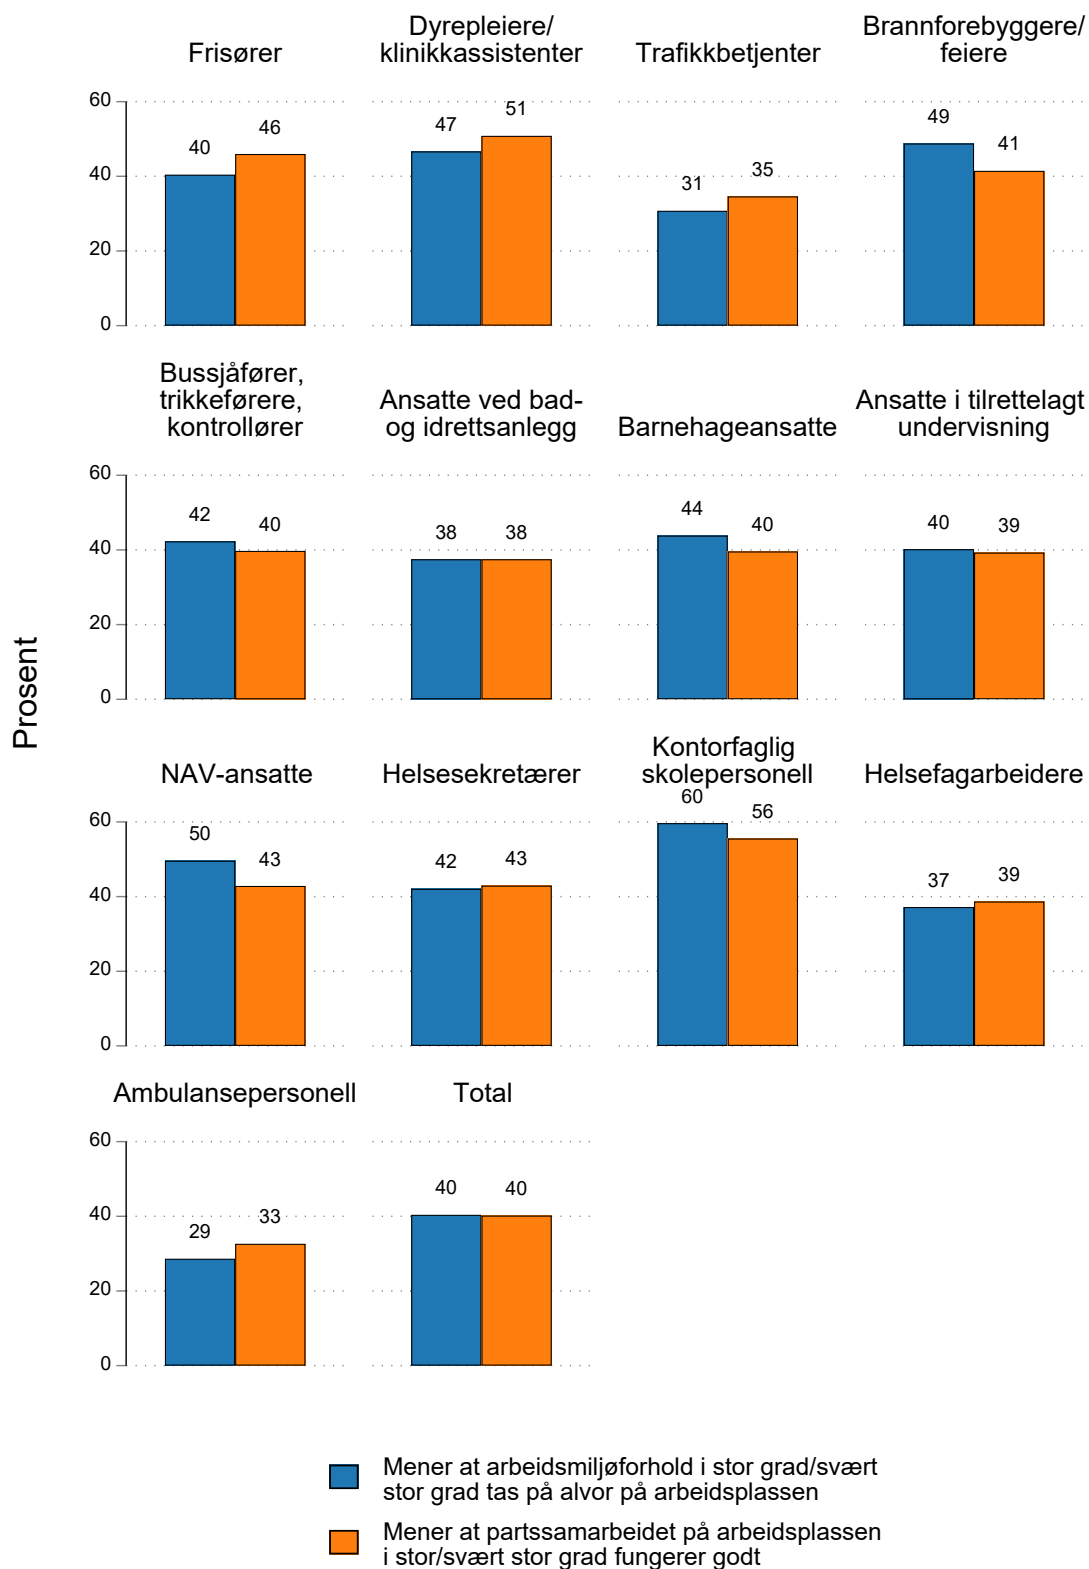 Prosent
Frisører
Dyrepleiere/
klinikkassistenter
Trafikkbetjenter
Brannforebyggere/
feiere
60
40
20
0
40
46
47
51
31
35
49
41
Bussjåfører,
trikkeførere,
kontrollører
Ansatte ved bad-
og idrettsanlegg
Barnehageansatte
Ansatte i tilrettelagt
undervisning
60
40
20
0
42
40
38
38
44
40
40
39
NAV-ansatte
Helsesekretærer
Kontorfaglig
skolepersonell
Helsefagarbeidere
60
40
20
0
50
43
42
43
60
56
37
39
Ambulansepersonell
Total
60
40
20
0
29
33
40
40
Mener at arbeidsmiljøforhold i stor grad/svært
stor grad tas på alvor på arbeidsplassen
Mener at partssamarbeidet på arbeidsplassen
i stor/svært stor grad fungerer godt